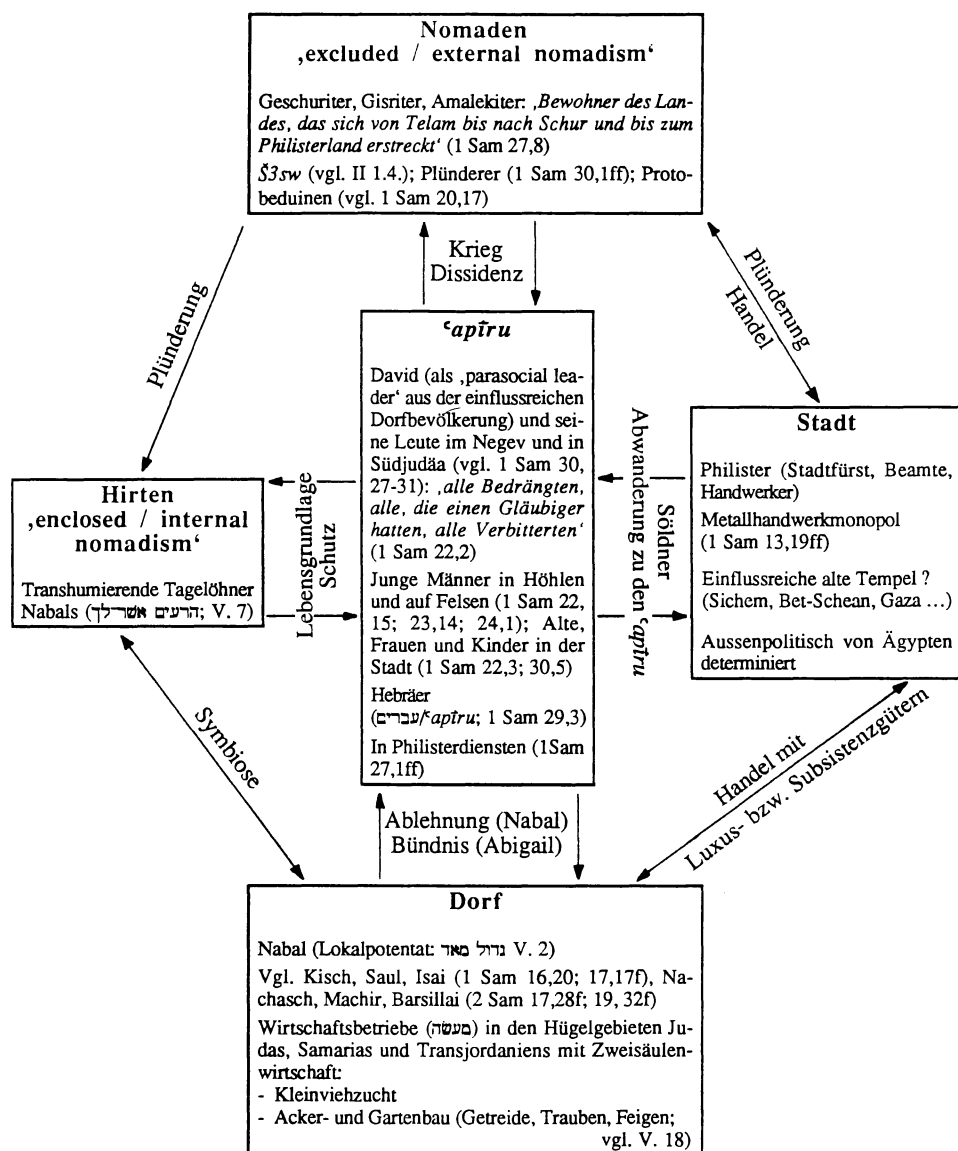 Nomaden
‚excluded / external nomadism‘
Geschuriter, Gisriter, Amalekiter: ‚Bewohner des Lan-
des, das sich von Telam bis nach Schur und bis zum
Philisterland erstreckt‘ (1 Sam 27,8)
Š3sw (vgl. II 1.4.); Plünderer (1 Sam 30,1ff); Proto-
beduinen (vgl. 1 Sam 20,17)
Krieg
Dissidenz
Plünderung
Plünderung
Handel
ʿapîru
David (als ‚parasocial lea-
der‘ aus der einflussreichen
Dorfbevölkerung) und sei-
ne Leute im Negev und in
Südjudäa (vgl. 1 Sam 30,
27-31): ‚alle Bedrängten,
alle, die einen Gläubiger
hatten, alle Verbitterten‘
(1 Sam 22,2)
Junge Männer in Höhlen
und auf Felsen (1 Sam 22,
15; 23,14; 24,1); Alte,
Frauen und Kinder in der
Stadt (1 Sam 22,3; 30,5)
Hebräer
(עברים/ʿapîru; 1 Sam 29,3)
In Philisterdiensten (1Sam
27,1ff)
Hirten
‚enclosed / internal
nomadism‘
Transhumierende Tagelöhner
Nabals (הרעים אשר־לך; V. 7)
Lebensgrundlage
Schutz
Söldner
Abwanderung zu den ʿapîru
Stadt
Philister (Stadtfürst, Beamte,
Handwerker)
Metallhandwerkmonopol
(1 Sam 13,19ff)
Einflussreiche alte Tempel ?
(Sichem, Bet-Schean, Gaza ...)
Aussenpolitisch von Ägypten
determiniert
Symbiose
Ablehnung (Nabal)
Bündnis (Abigail)
Handel mit
Luxus- bzw. Subsistenzgütern
Dorf
Nabal (Lokalpotentat: גדול מאד V. 2)
Vgl. Kisch, Saul, Isai (1 Sam 16,20; 17,17f), Na-
chasch, Machir, Barsillai (2 Sam 17,28f; 19, 32f)
Wirtschaftsbetriebe (מעשה) in den Hügelgebieten Ju-
das, Samarias und Transjordaniens mit Zweisäulen-
wirtschaft:
- Kleinviehzucht
- Acker- und Gartenbau (Getreide, Trauben, Feigen;
vgl. V. 18)